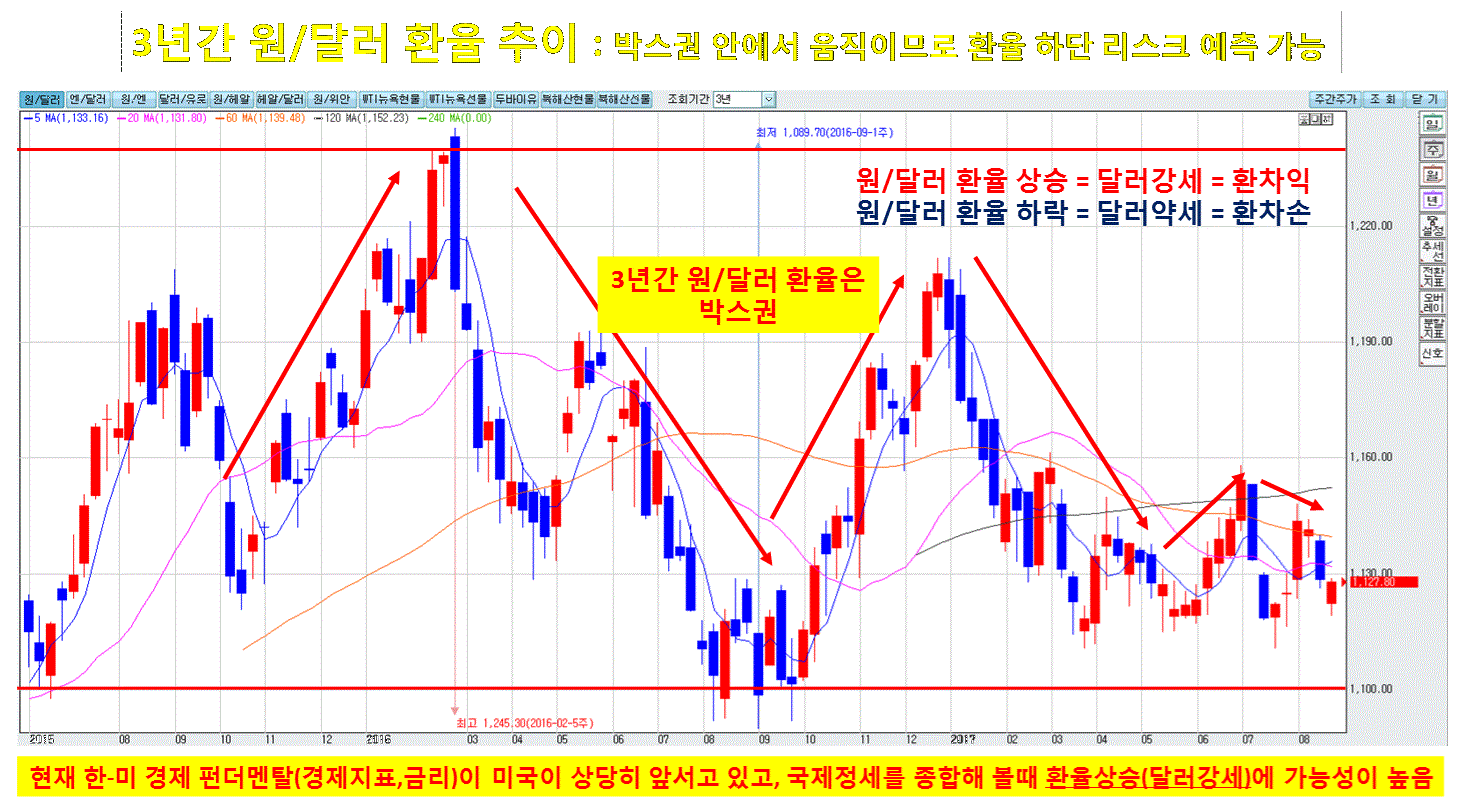 3년간 원/달러 환율 추이 : 박스권 안에서 움직이므로 환율 하단 리스크 예측 가능
원/달러 엔/달러 원/엔 달러/유로 원/헤알 헤알/달러 원/위안 WTI뉴욕현물 WTI뉴욕선물 두바이유 북해산현물 북해산선물 조회기간 3년 주간주가 조 회 닫 기
5 MA(1,133.16) 20 MA(1,131.80) 60 MA(1,139.48) 120 MA(1,152.23) 240 MA(0.00)
최저 1,089.70(2016-09-1주)
원/달러 환율 상승 = 달러강세 = 환차익
원/달러 환율 하락 = 달러약세 = 환차손
3년간 원/달러 환율은
박스권
1,220.00
1,190.00
1,160.00
1,130.00
1,127.80
1,100.00
일
주
월
년
설정
추세
선
전환
지표
오버
레이
분할
지표
신호
최고 1,245.30(2016-02-5주)
2015 08 09 10 11 12 2016 03 04 05 06 07 08 09 10 11 12 2017 02 03 04 05 06 07 08
현재 한-미 경제 펀더멘탈(경제지표,금리)이 미국이 상당히 앞서고 있고, 국제정세를 종합해 볼때 환율상승(달러강세)에 가능성이 높음